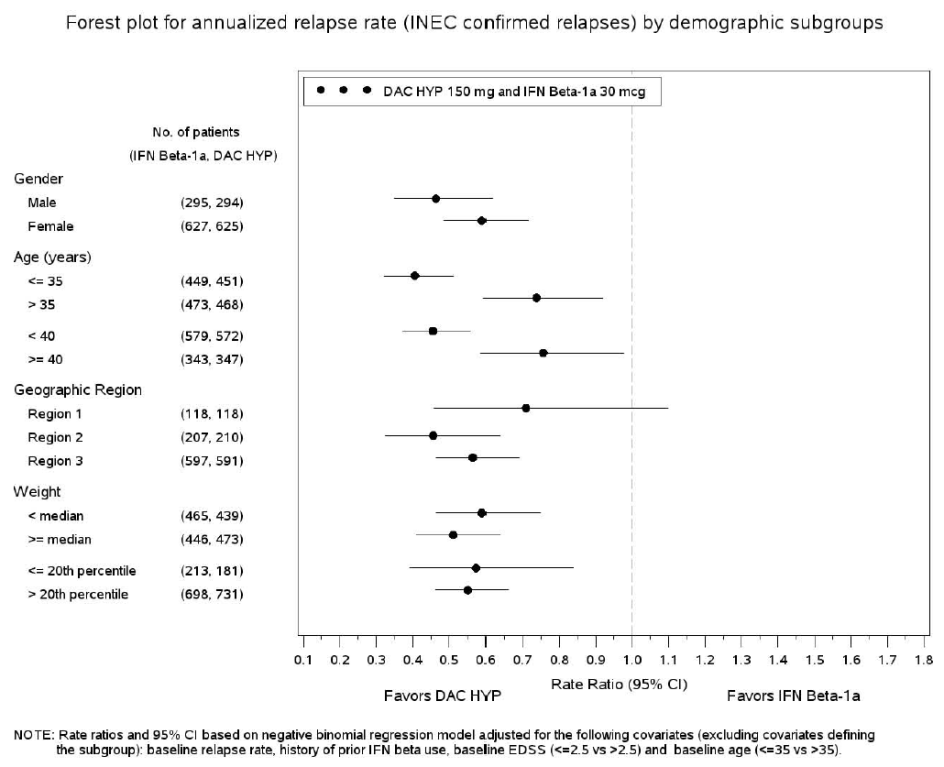 Forest plot for annualized relapse rate (INEC confirmed relapses) by demographic subgroups
DAC HYP 150 mg and IFN Beta-1a 30 mcg
No. of patients
(IFN Beta-1a, DAC HYP)
Gender
Male (295, 294)
Female (627, 625)
Age (years)
<= 35 (449, 451)
> 35 (473, 468)
< 40 (579, 572)
>= 40 (343, 347)
Geographic Region
Region 1 (118, 118)
Region 2 (207, 210)
Region 3 (597, 591)
Weight
< median (465, 439)
>= median (446, 473)
<= 20th percentile (213, 181)
> 20th percentile (698, 731)
0.1 0.2 0.3 0.4 0.5 0.6 0.7 0.8 0.9 1.0 1.1 1.2 1.3 1.4 1.5 1.6 1.7 1.8
Favors DAC HYP Rate Ratio (95% CI) Favors IFN Beta-1a
NOTE: Rate ratios and 95% CI based on negative binomial regression model adjusted for the following covariates (excluding covariates defining
the subgroup): baseline relapse rate, history of prior IFN beta use, baseline EDSS (<=2.5 vs >2.5) and baseline age (<=35 vs >35).